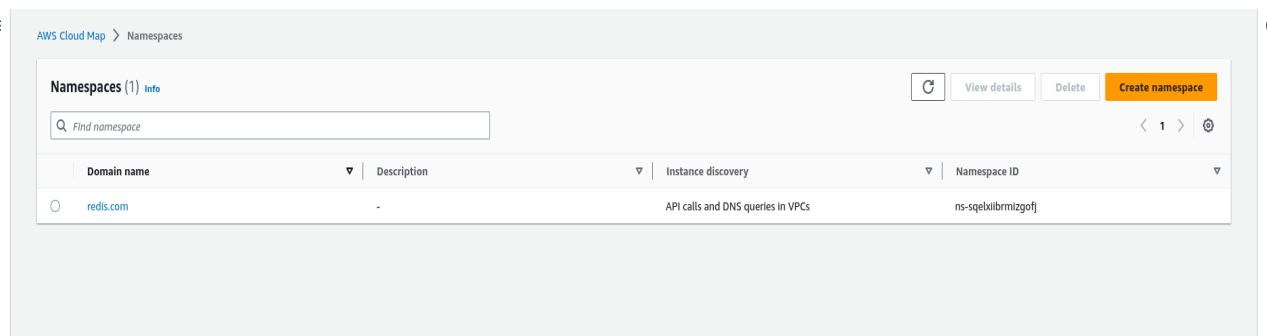 AWS Cloud Map > Namespaces
Namespaces (1) Info
View details
Delete
Create namespace
Find namespace
1
Domain name
Description
Instance discovery
Namespace ID
redis.com
-
API calls and DNS queries in VPCs
ns-sqelxiibrmizgofj